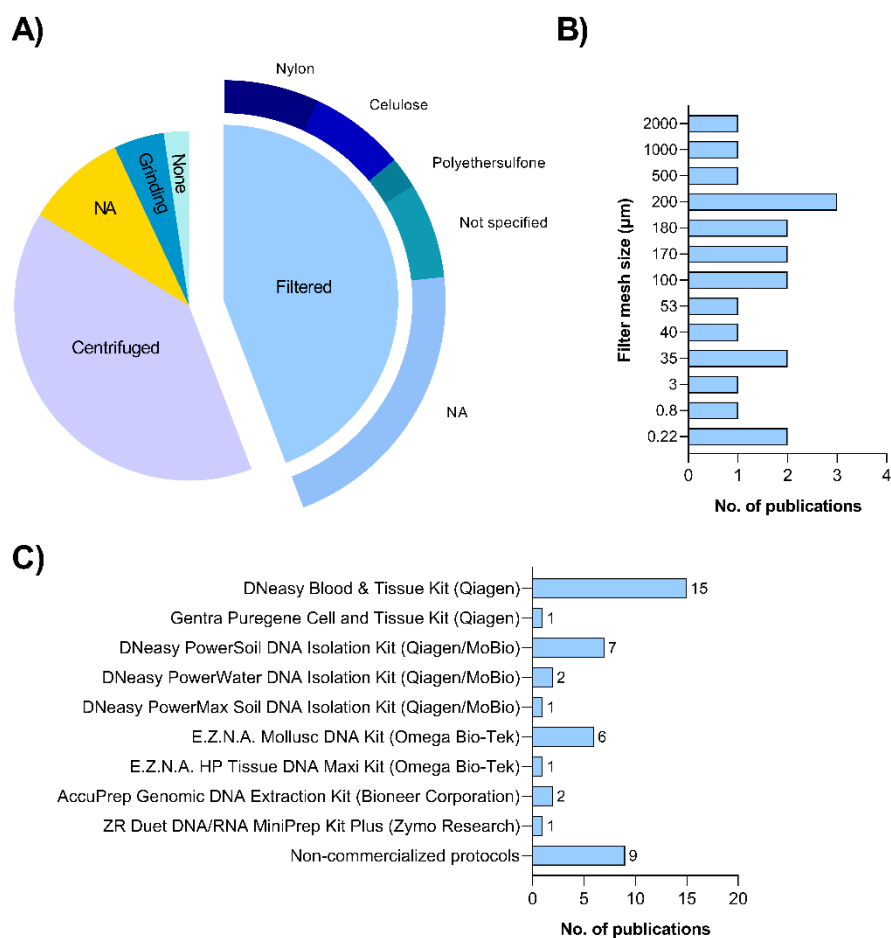 A)
Nylon
Celulose
Polyethersulfone
Not specified
Filtered
NA
Centrifuged
NA
Grinding
None
B)
Filter mesh size (µm)
2000
1000
500
200
180
170
100
53
40
35
3
0.8
0.22
0 1 2 3 4
No. of publications
C)
DNeasy Blood & Tissue Kit (Qiagen) 15
Gentra Puregene Cell and Tissue Kit (Qiagen) 1
DNeasy PowerSoil DNA Isolation Kit (Qiagen/MoBio) 7
DNeasy PowerWater DNA Isolation Kit (Qiagen/MoBio) 2
DNeasy PowerMax Soil DNA Isolation Kit (Qiagen/MoBio) 1
E.Z.N.A. Mollusc DNA Kit (Omega Bio-Tek) 6
E.Z.N.A. HP Tissue DNA Maxi Kit (Omega Bio-Tek) 1
AccuPrep Genomic DNA Extraction Kit (Bioneer Corporation) 2
ZR Duet DNA/RNA MiniPrep Kit Plus (Zymo Research) 1
Non-commercialized protocols 9
0 5 10 15 20
No. of publications